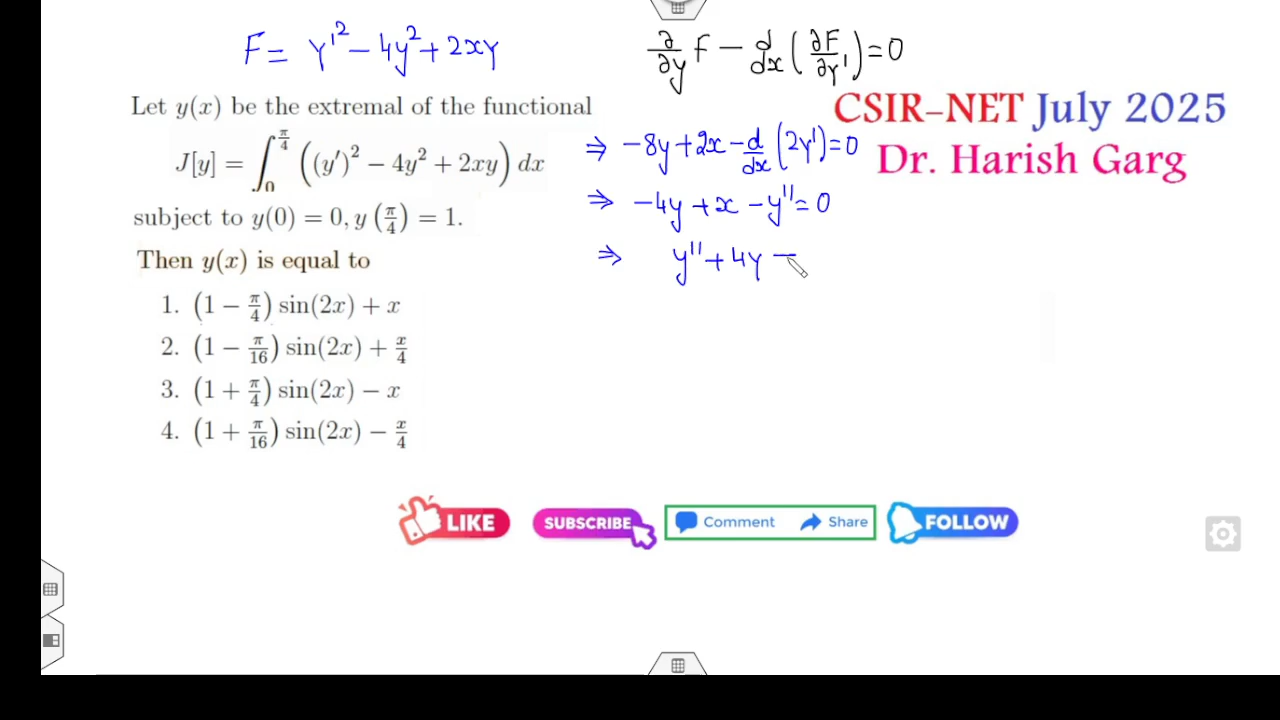 F = y'² − 4y² + 2xy
∂/∂y F − d/dx (∂F/∂y') = 0
Let y(x) be the extremal of the functional
J[y] = ∫₀^{π/4} ((y')² − 4y² + 2xy) dx
subject to y(0) = 0, y(π/4) = 1.
Then y(x) is equal to
1. (1 − π/4) sin(2x) + x
2. (1 − π/16) sin(2x) + x/4
3. (1 + π/4) sin(2x) − x
4. (1 + π/16) sin(2x) − x/4
⇒ −8y + 2x − d/dx (2y') = 0
⇒ −4y + x − y'' = 0
⇒ y'' + 4y −
CSIR-NET July 2025
Dr. Harish Garg
LIKE
SUBSCRIBE
Comment
Share
FOLLOW